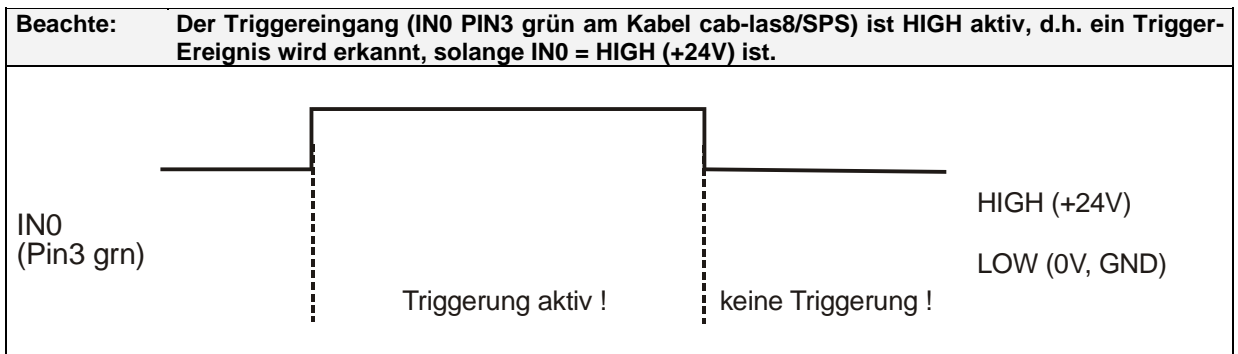 Beachte: Der Triggereingang (IN0 PIN3 grün am Kabel cab-las8/SPS) ist HIGH aktiv, d.h. ein Trigger-
Ereignis wird erkannt, solange IN0 = HIGH (+24V) ist.
HIGH (+24V)
IN0
(Pin3 grn)
LOW (0V, GND)
Triggerung aktiv !
keine Triggerung !